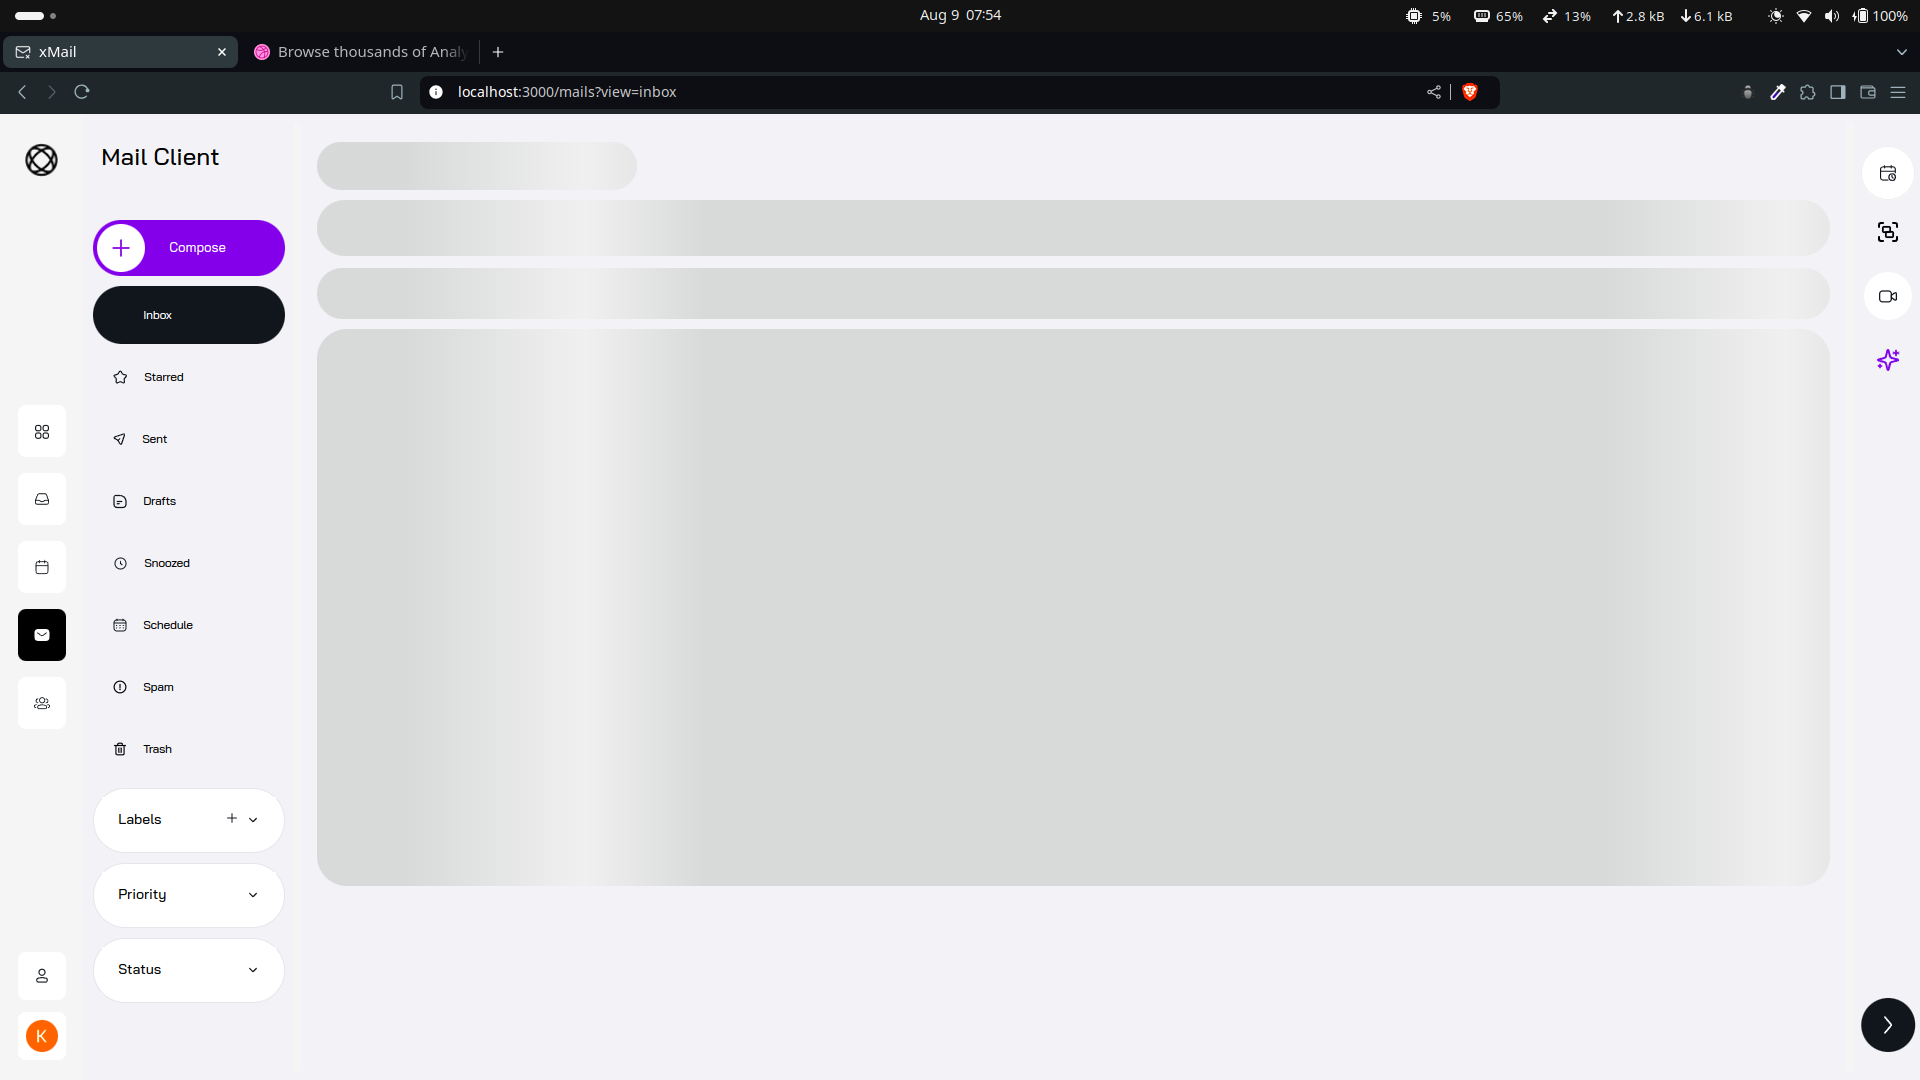 Aug 9 07:54
5% 65% 13% 2.8 kB 6.1 kB 100%
xMail
Browse thousands of Analy
localhost:3000/mails?view=inbox
Mail Client
Compose
Inbox
Starred
Sent
Drafts
Snoozed
Schedule
Spam
Trash
Labels
Priority
Status
K